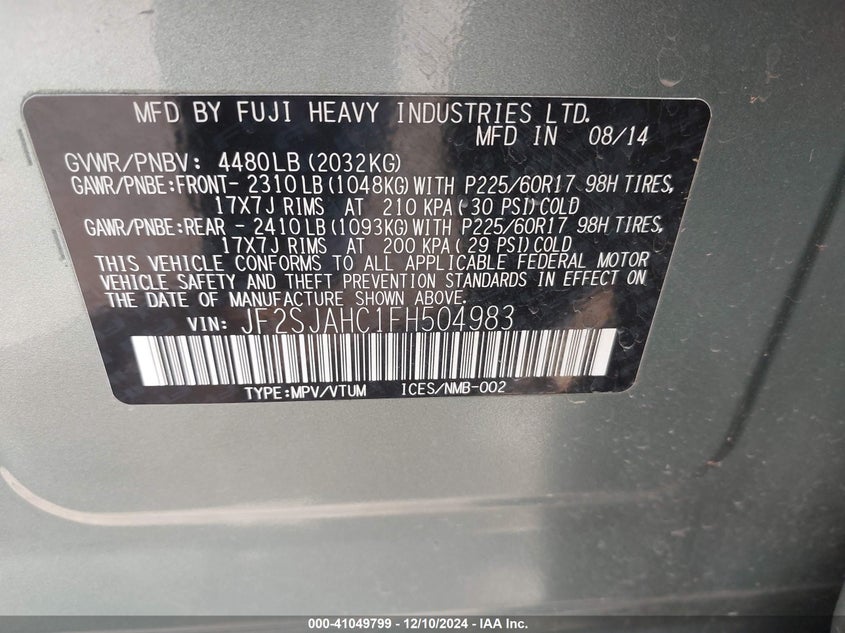 MFD BY FUJI HEAVY INDUSTRIES LTD.
MFD IN 08/14
GVWR/PNBV: 4480LB(2032KG)
GAWR/PNBE:FRONT- 2310LB(1048KG)WITH P225/60R17 98H TIRES,
17X7J RIMS AT 210 KPA(30 PSI)COLD
GAWR/PNBE:REAR - 2410LB(1093KG)WITH P225/60R17 98H TIRES,
17X7J RIMS AT 200 KPA(29 PSI)COLD
THIS VEHICLE CONFORMS TO ALL APPLICABLE FEDERAL MOTOR
VEHICLE SAFETY AND THEFT PREVENTION STANDARDS IN EFFECT ON
THE DATE OF MANUFACTURE SHOWN ABOVE.
VIN: JF2SJAHC1FH504983
TYPE:MPV/VTUM ICES/NMB-002
000-41049799 - 12/10/2024 - IAA Inc.